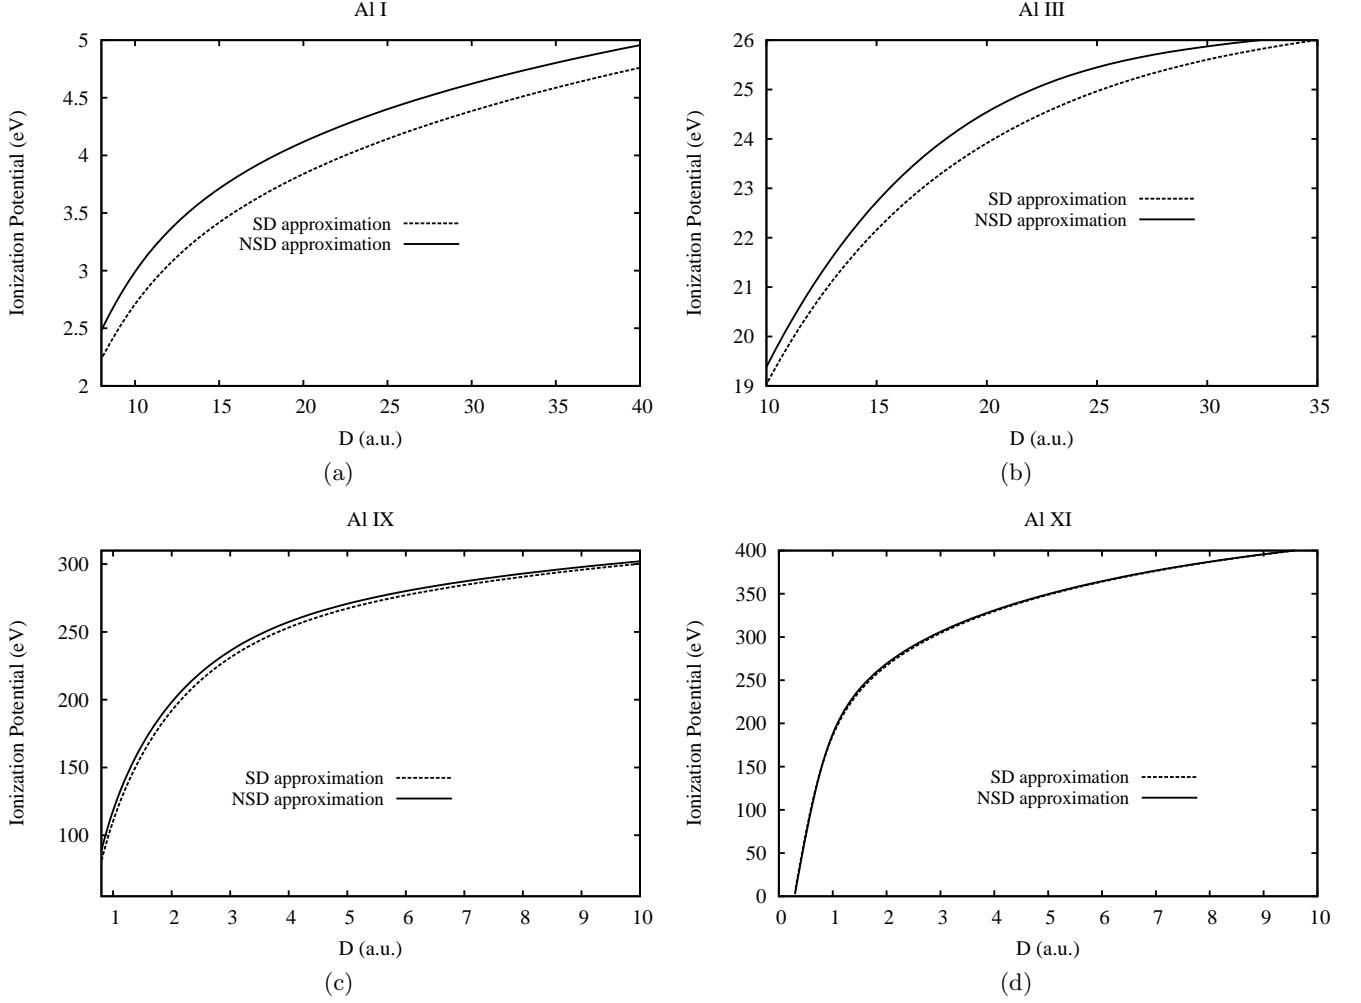 Al I
5
4.5
4
3.5
3
2.5
2
Ionization Potential (eV)
SD approximation
NSD approximation
10 15 20 25 30 35 40
D (a.u.)
(a)
Al III
26
25
24
23
22
21
20
19
Ionization Potential (eV)
SD approximation
NSD approximation
10 15 20 25 30 35
D (a.u.)
(b)
Al IX
300
250
200
150
100
Ionization Potential (eV)
SD approximation
NSD approximation
1 2 3 4 5 6 7 8 9 10
D (a.u.)
(c)
Al XI
400
350
300
250
200
150
100
50
0
Ionization Potential (eV)
SD approximation
NSD approximation
0 1 2 3 4 5 6 7 8 9 10
D (a.u.)
(d)